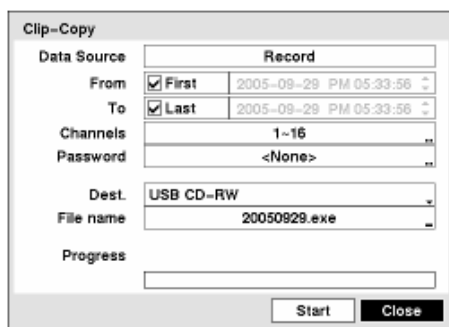 Clip-Copy
Data Source Record
From First 2005-09-29 PM 05:33:56
To Last 2005-09-29 PM 05:33:56
Channels 1~16 ..
Password <None> ..
Dest. USB CD-RW
File name 20050929.exe
Progress
Start Close